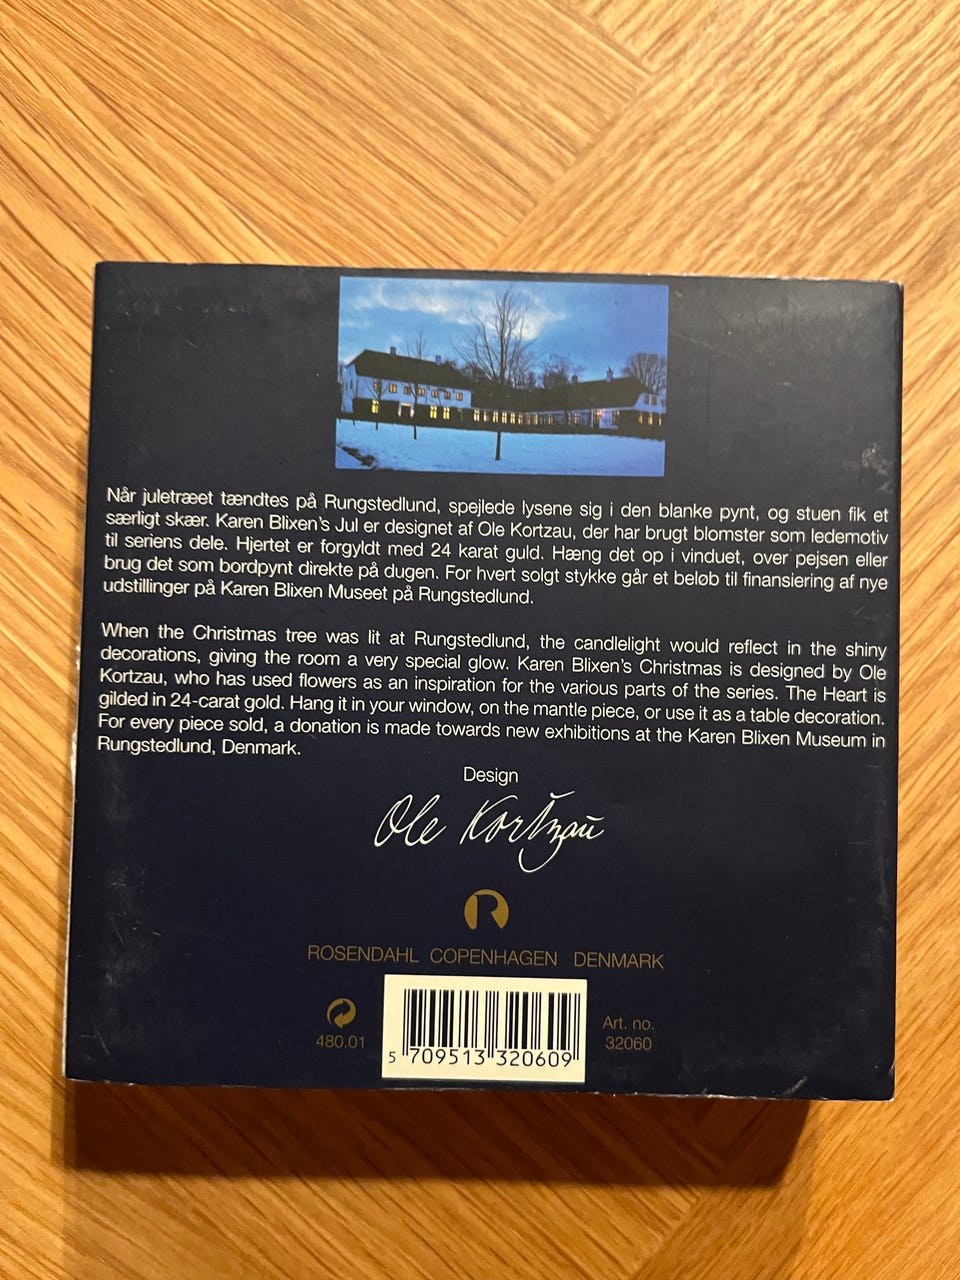 Når juletræet tændtes på Rungstedlund, spejlede lysene sig i den blanke pynt, og stuen fik et
særligt skær. Karen Blixen's Jul er designet af Ole Kortzau, der har brugt blomster som ledemotiv
til seriens dele. Hjertet er forgyldt med 24 karat guld. Hæng det op i vinduet, over pejsen eller
brug det som bordpynt direkte på dugen. For hvert solgt stykke går et beløb til finansiering af nye
udstillinger på Karen Blixen Museet på Rungstedlund.
When the Christmas tree was lit at Rungstedlund, the candlelight would reflect in the shiny
decorations, giving the room a very special glow. Karen Blixen's Christmas is designed by Ole
Kortzau, who has used flowers as an inspiration for the various parts of the series. The Heart is
gilded in 24-carat gold. Hang it in your window, on the mantle piece, or use it as a table decoration.
For every piece sold, a donation is made towards new exhibitions at the Karen Blixen Museum in
Rungstedlund, Denmark.
Design
Ole Kortzau
R
ROSENDAHL COPENHAGEN DENMARK
480.01
5 709513 320609
Art. no.
32060